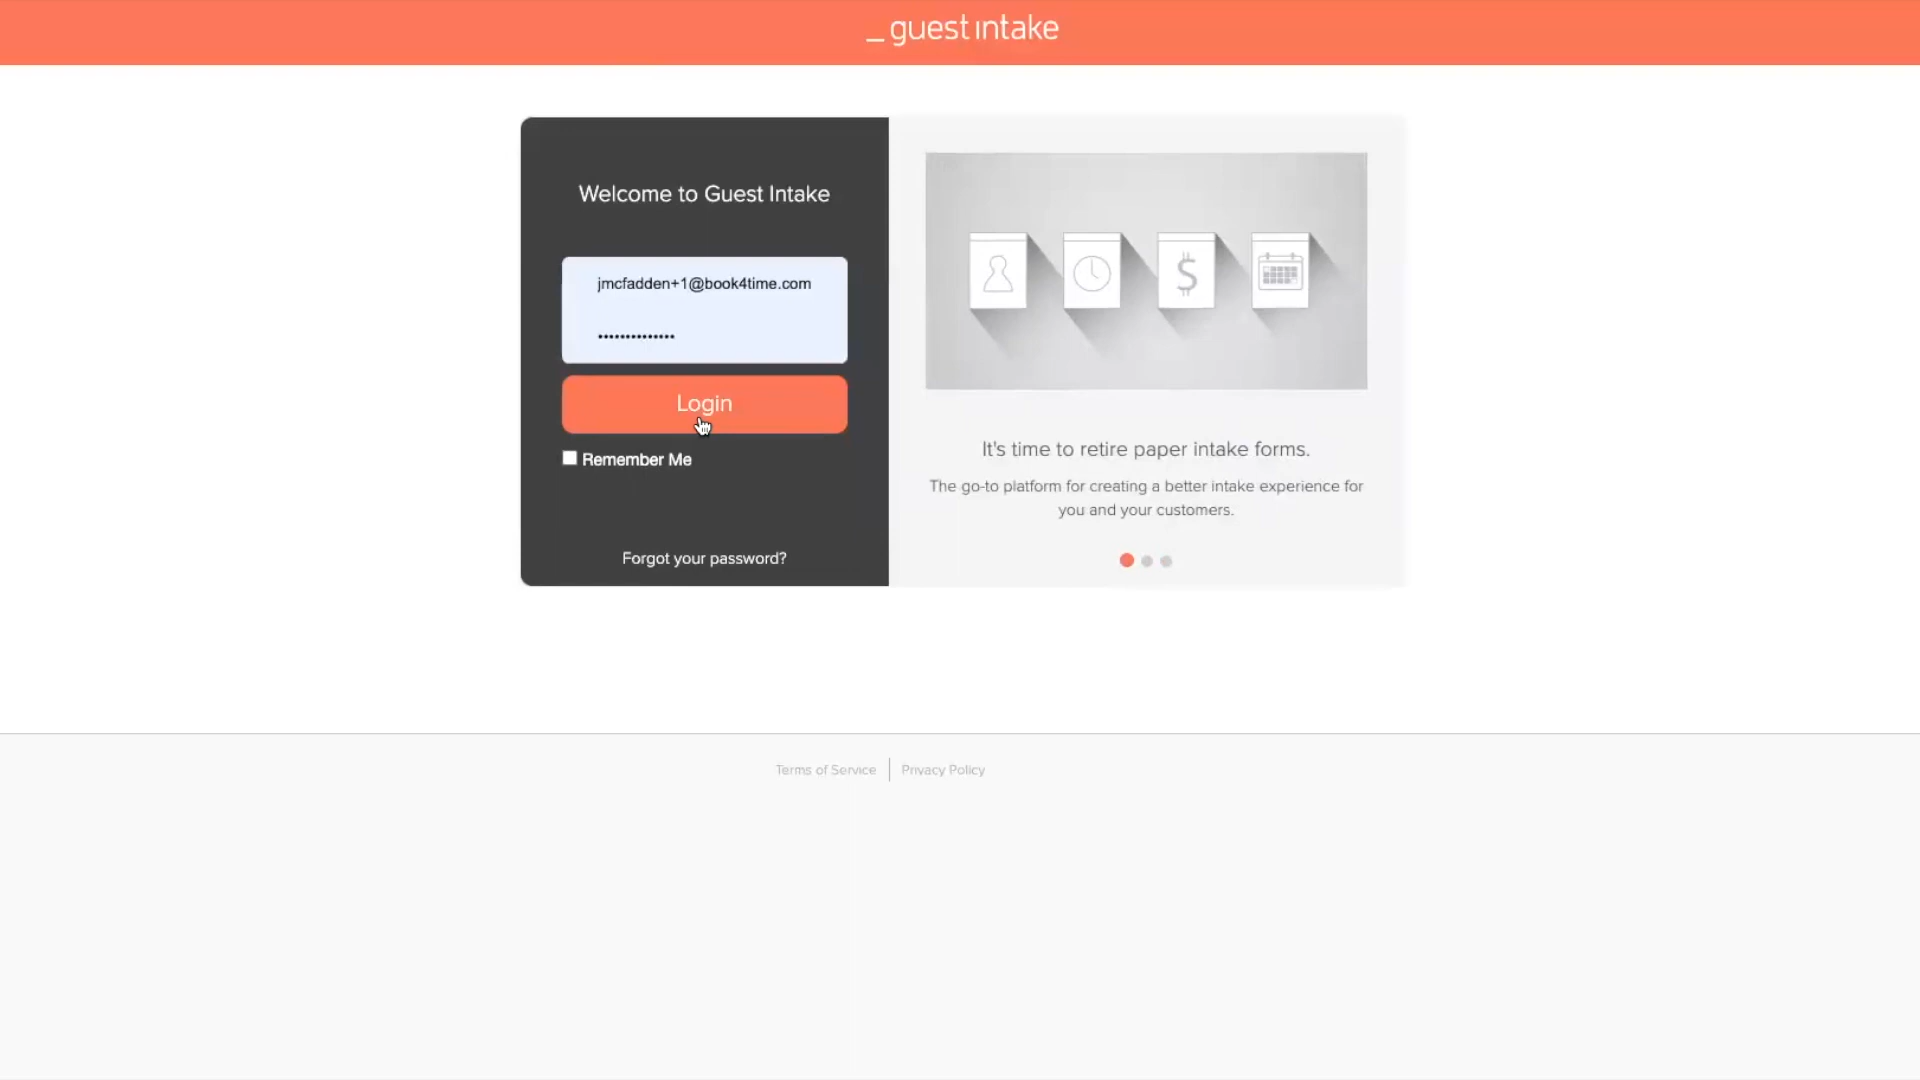 _ guest intake
Welcome to Guest Intake
jmcfadden+1@book4time.com
••••••••••••••
Login
Remember Me
Forgot your password?
$
It's time to retire paper intake forms.
The go-to platform for creating a better intake experience for
you and your customers.
Terms of Service | Privacy Policy